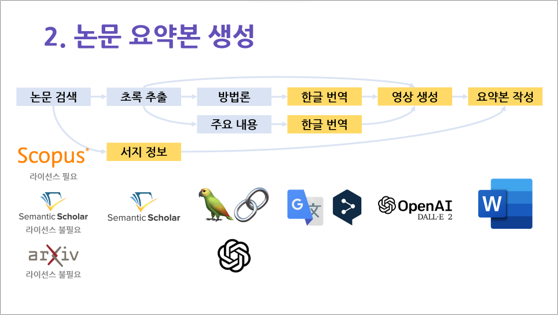 2. 논문 요약본 생성
논문 검색
초록 추출
방법론
한글 번역
영상 생성
요약본 작성
주요 내용
한글 번역
서지 정보
Scopus
라이선스 필요
Semantic Scholar
라이선스 불필요
arXiv
라이선스 불필요
Semantic Scholar
G 文
OpenAI
DALL·E 2
W